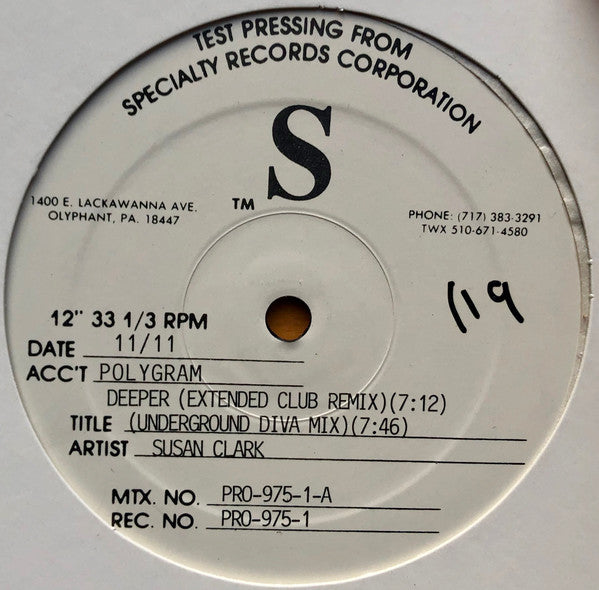 TEST PRESSING FROM
SPECIALTY RECORDS CORPORATION
S
TM
1400 E. LACKAWANNA AVE.
OLYPHANT, PA. 18447
PHONE: (717) 383-3291
TWX 510-671-4580
119
12" 33 1/3 RPM
DATE 11/11
ACC'T POLYGRAM
DEEPER (EXTENDED CLUB REMIX)(7:12)
TITLE (UNDERGROUND DIVA MIX)(7:46)
ARTIST SUSAN CLARK
MTX. NO. PRO-975-1-A
REC. NO. PRO-975-1